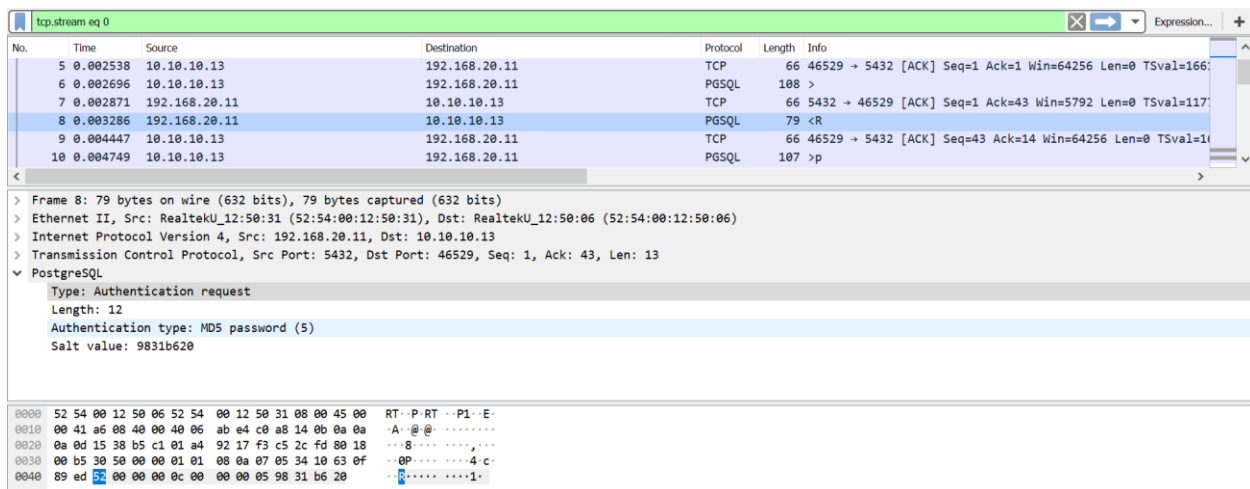 tcp.stream eq 0
Expression... +
No. Time Source Destination Protocol Length Info
5 0.002538 10.10.10.13 192.168.20.11 TCP 66 46529 → 5432 [ACK] Seq=1 Ack=1 Win=64256 Len=0 TSval=166
6 0.002696 10.10.10.13 192.168.20.11 PGSQL 108 >
7 0.002871 192.168.20.11 10.10.10.13 TCP 66 5432 → 46529 [ACK] Seq=1 Ack=43 Win=5792 Len=0 TSval=117
8 0.003286 192.168.20.11 10.10.10.13 PGSQL 79 <R
9 0.004447 10.10.10.13 192.168.20.11 TCP 66 46529 → 5432 [ACK] Seq=43 Ack=14 Win=64256 Len=0 TSval=1
10 0.004749 10.10.10.13 192.168.20.11 PGSQL 107 >p
> Frame 8: 79 bytes on wire (632 bits), 79 bytes captured (632 bits)
> Ethernet II, Src: RealtekU_12:50:31 (52:54:00:12:50:31), Dst: RealtekU_12:50:06 (52:54:00:12:50:06)
> Internet Protocol Version 4, Src: 192.168.20.11, Dst: 10.10.10.13
> Transmission Control Protocol, Src Port: 5432, Dst Port: 46529, Seq: 1, Ack: 43, Len: 13
PostgreSQL
Type: Authentication request
Length: 12
Authentication type: MD5 password (5)
Salt value: 9831b620
0000 52 54 00 12 50 06 52 54 00 12 50 31 08 00 45 00 RT··P·RT ··P1··E·
0010 00 41 a6 08 40 00 40 06 ab e4 c0 a8 14 0b 0a 0a ·A··@·@· ········
0020 0a 0d 15 38 b5 c1 01 a4 92 17 f3 c5 2c fd 80 18 ···8···· ····,···
0030 00 b5 30 50 00 00 01 01 08 0a 07 05 34 10 63 0f ··0P···· ····4·c·
0040 89 ed 52 00 00 00 0c 00 00 00 05 98 31 b6 20 ··R····· ····1·